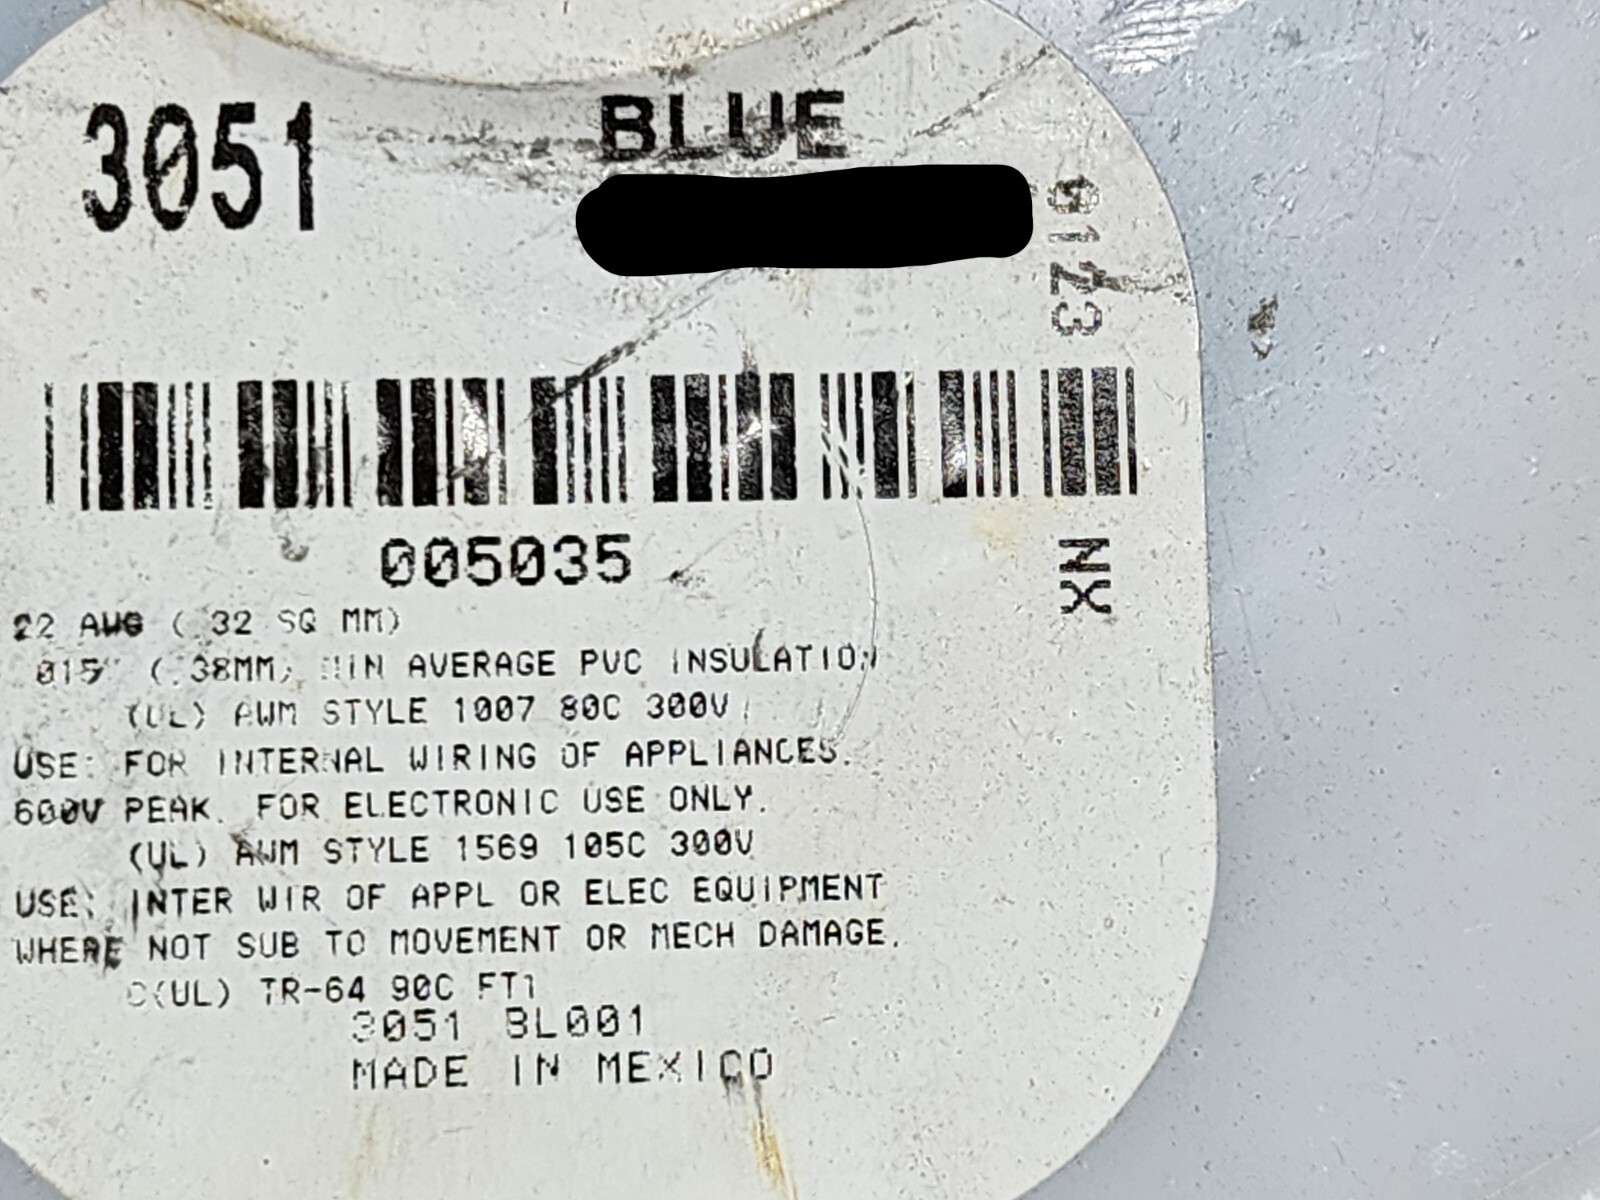 3051 BLUE
0123
005035
NX
22 AWG (.32 SQ MM)
.015" (.38MM) MIN AVERAGE PVC INSULATION
(UL) AWM STYLE 1007 80C 300V
USE: FOR INTERNAL WIRING OF APPLIANCES.
600V PEAK. FOR ELECTRONIC USE ONLY.
(UL) AWM STYLE 1569 105C 300V
USE: INTER WIR OF APPL OR ELEC EQUIPMENT
WHERE NOT SUB TO MOVEMENT OR MECH DAMAGE.
C(UL) TR-64 90C FT1
3051 BL001
MADE IN MEXICO